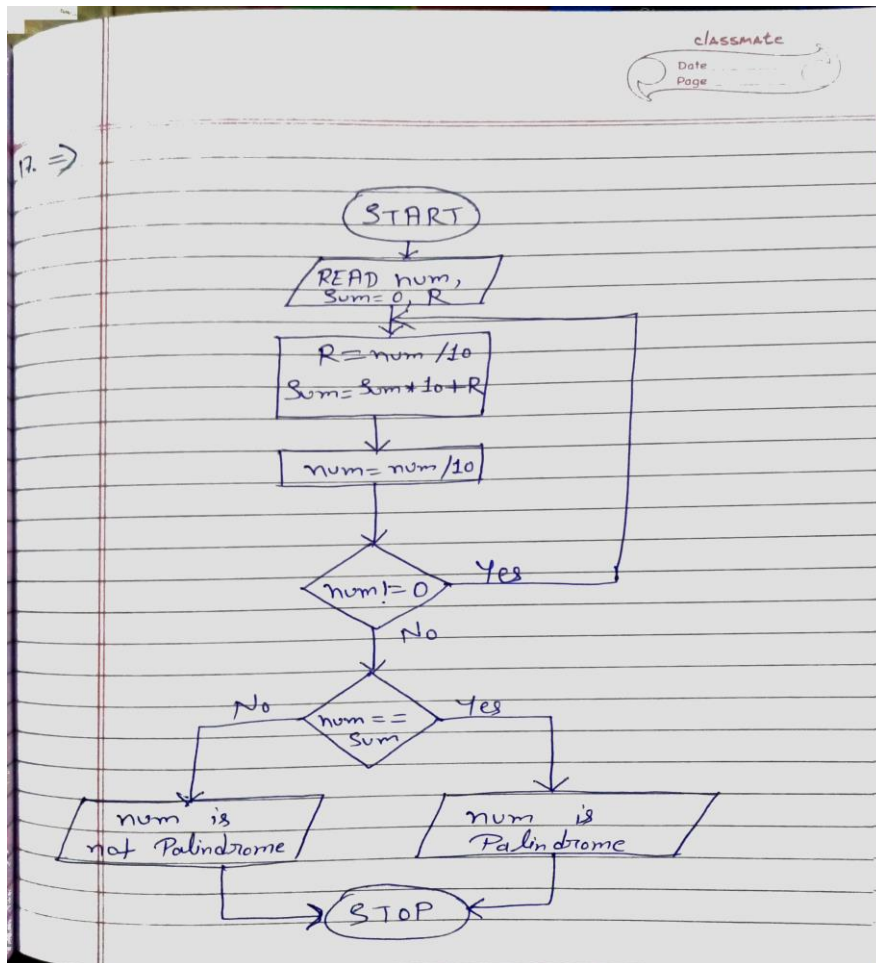 classmate
Date
Page
17. ⇒
START
READ num,
Sum=0, R
R=num /10
Sum=Sum*10+R
num=num/10
num!=0
Yes
No
No
num==
Sum
Yes
num is
not Palindrome
num is
Palindrome
STOP